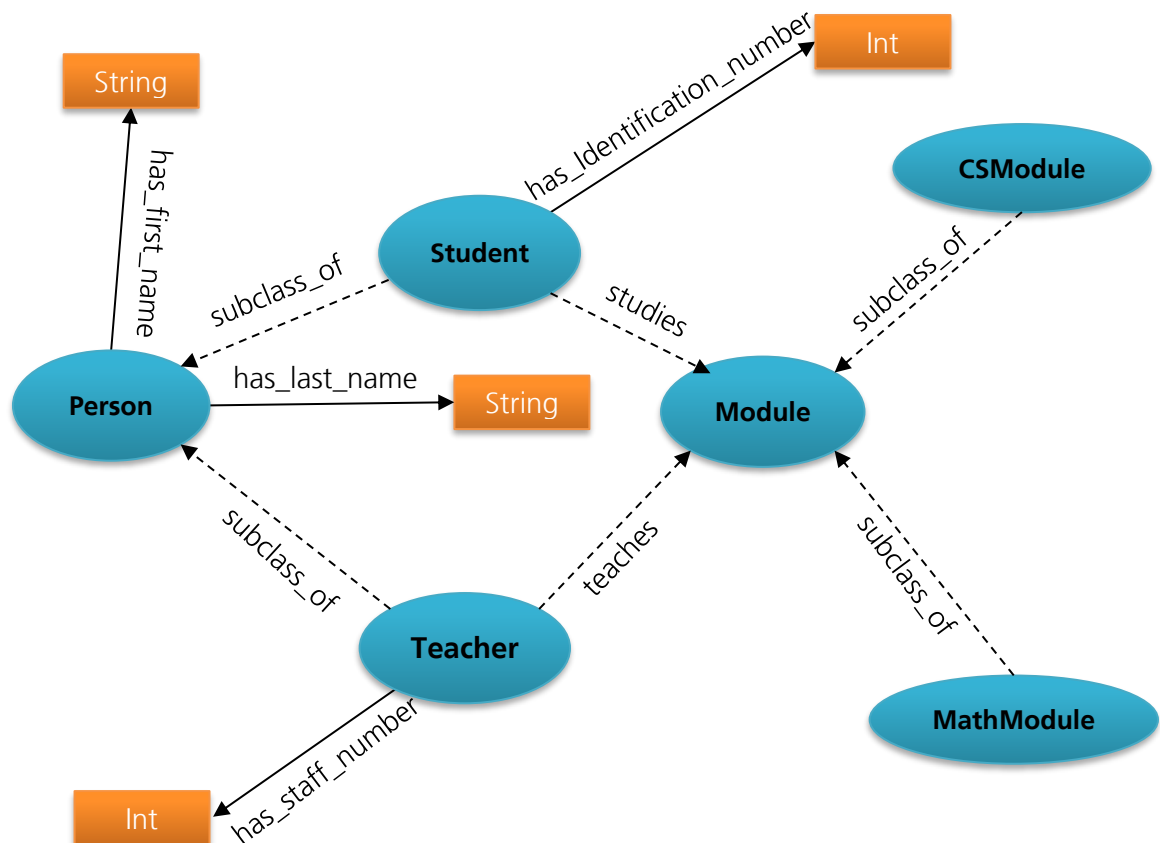 Int
String
has_Identification_number
has_first_name
CSModule
Student
subclass_of
subclass_of
studies
has_last_name
Person
String
Module
subclass_of
teaches
subclass_of
Teacher
MathModule
has_staff_number
Int